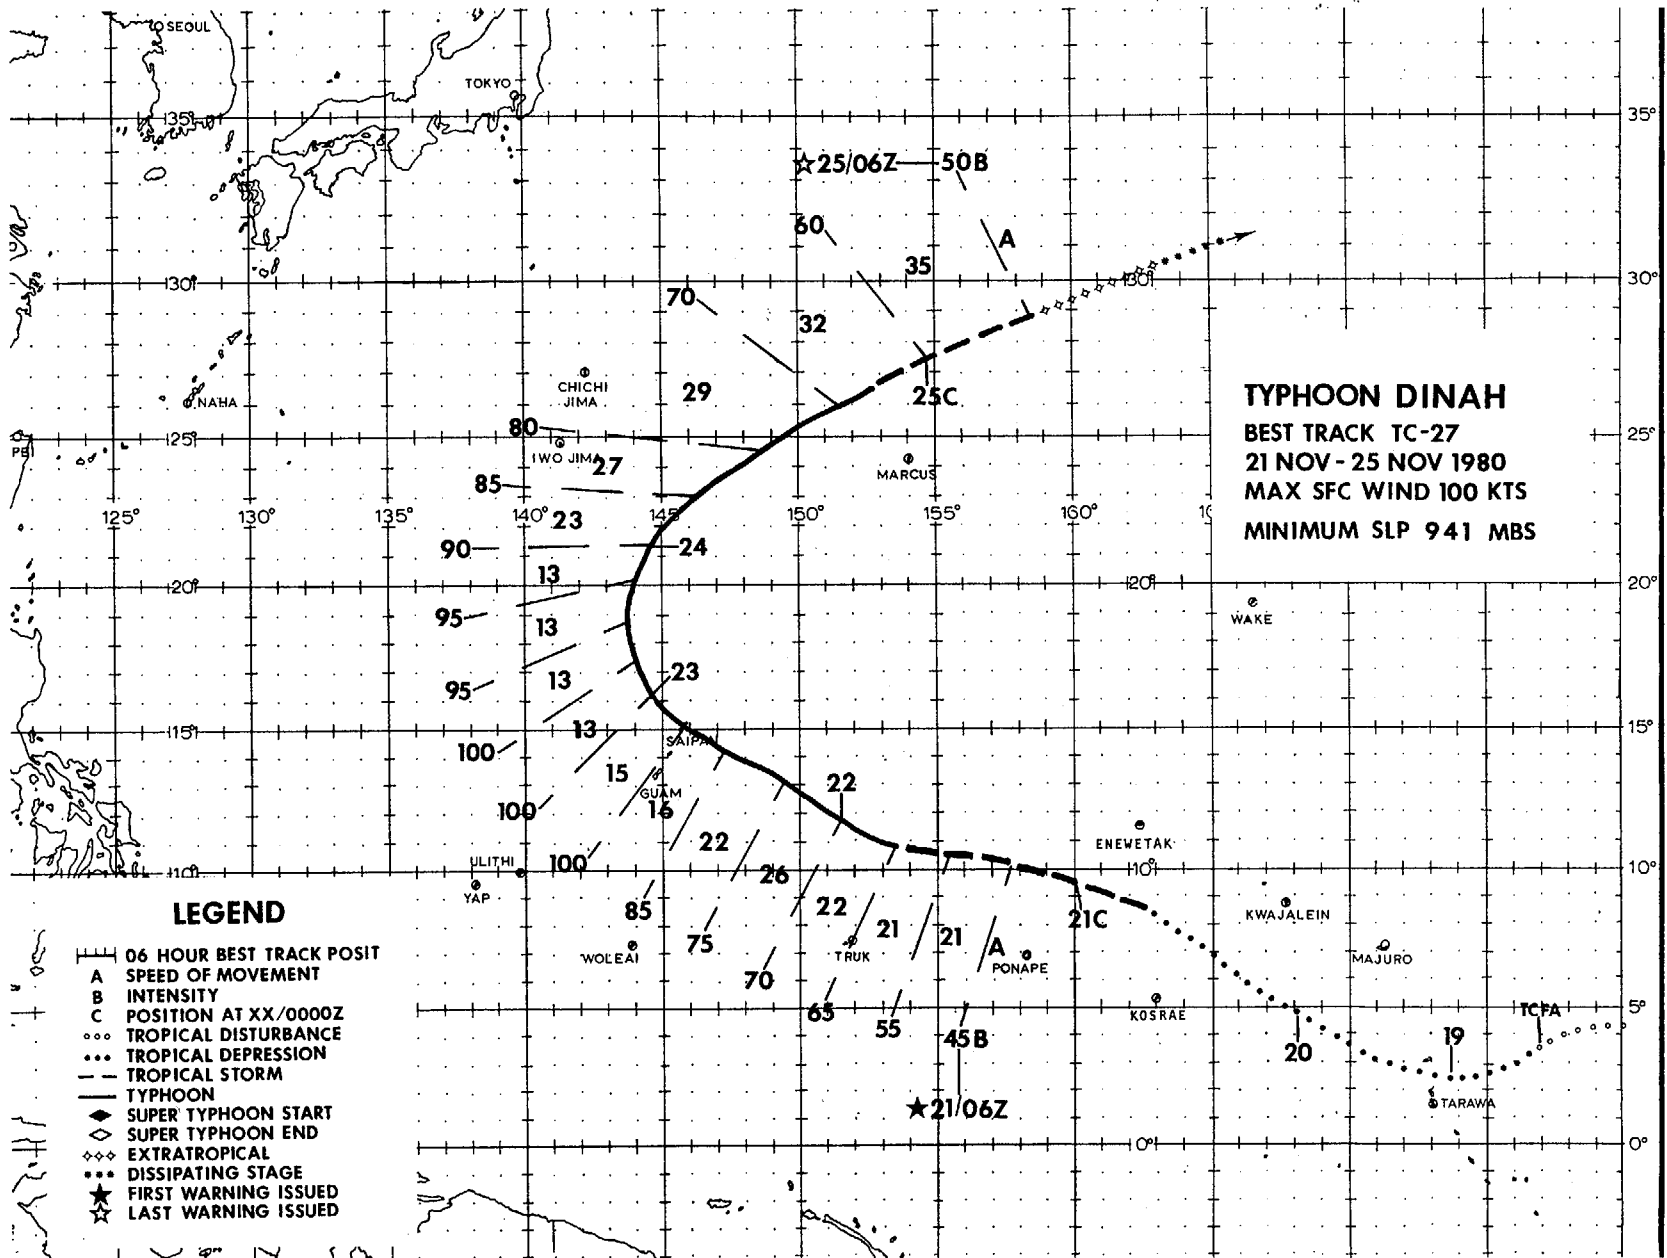 SEOUL
TOKYO
35°
35°
25/06Z 50B
60
A
35
30°
30°
30°
70
32
CHICHI
JIMA
29
25C
TYPHOON DINAH
NAHA
80
BEST TRACK TC-27
25°
25°
IWO JIMA
27
MARCUS
21 NOV - 25 NOV 1980
85
MAX SFC WIND 100 KTS
125° 130° 135° 140° 145 150° 155° 160°
23
MINIMUM SLP 941 MBS
90
24
13
20°
20°
20°
95
13
WAKE
23
95
13
13
15°
15°
SAIPAN
100
15
GUAM
22
100
16
22
ENEWETAK
ULITHI
100
26
10°
10°
10°
YAP
85
22
21C
KWAJALEIN
LEGEND
75
21
21
A
WOLEAI
TRUK
PONAPE
MAJURO
06 HOUR BEST TRACK POSIT
A SPEED OF MOVEMENT
70
B INTENSITY
65
5°
C POSITION AT XX/0000Z
55
KOSRAE
TCFA
TROPICAL DISTURBANCE
45B
19
TROPICAL DEPRESSION
20
TROPICAL STORM
TYPHOON
TARAWA
SUPER TYPHOON START
21/06Z
SUPER TYPHOON END
0°
0°
EXTRATROPICAL
DISSIPATING STAGE
FIRST WARNING ISSUED
LAST WARNING ISSUED